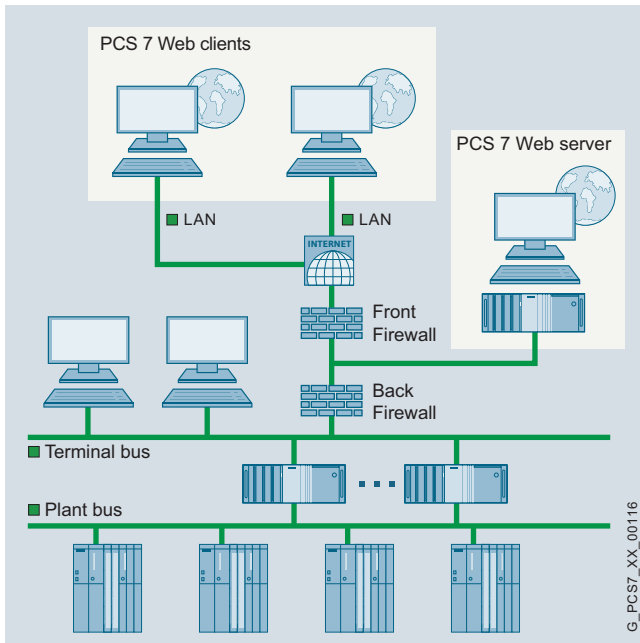 PCS 7 Web clients
PCS 7 Web server
LAN
LAN
INTERNET
Front
Firewall
Back
Firewall
Terminal bus
Plant bus
G_PCS7_XX_00116